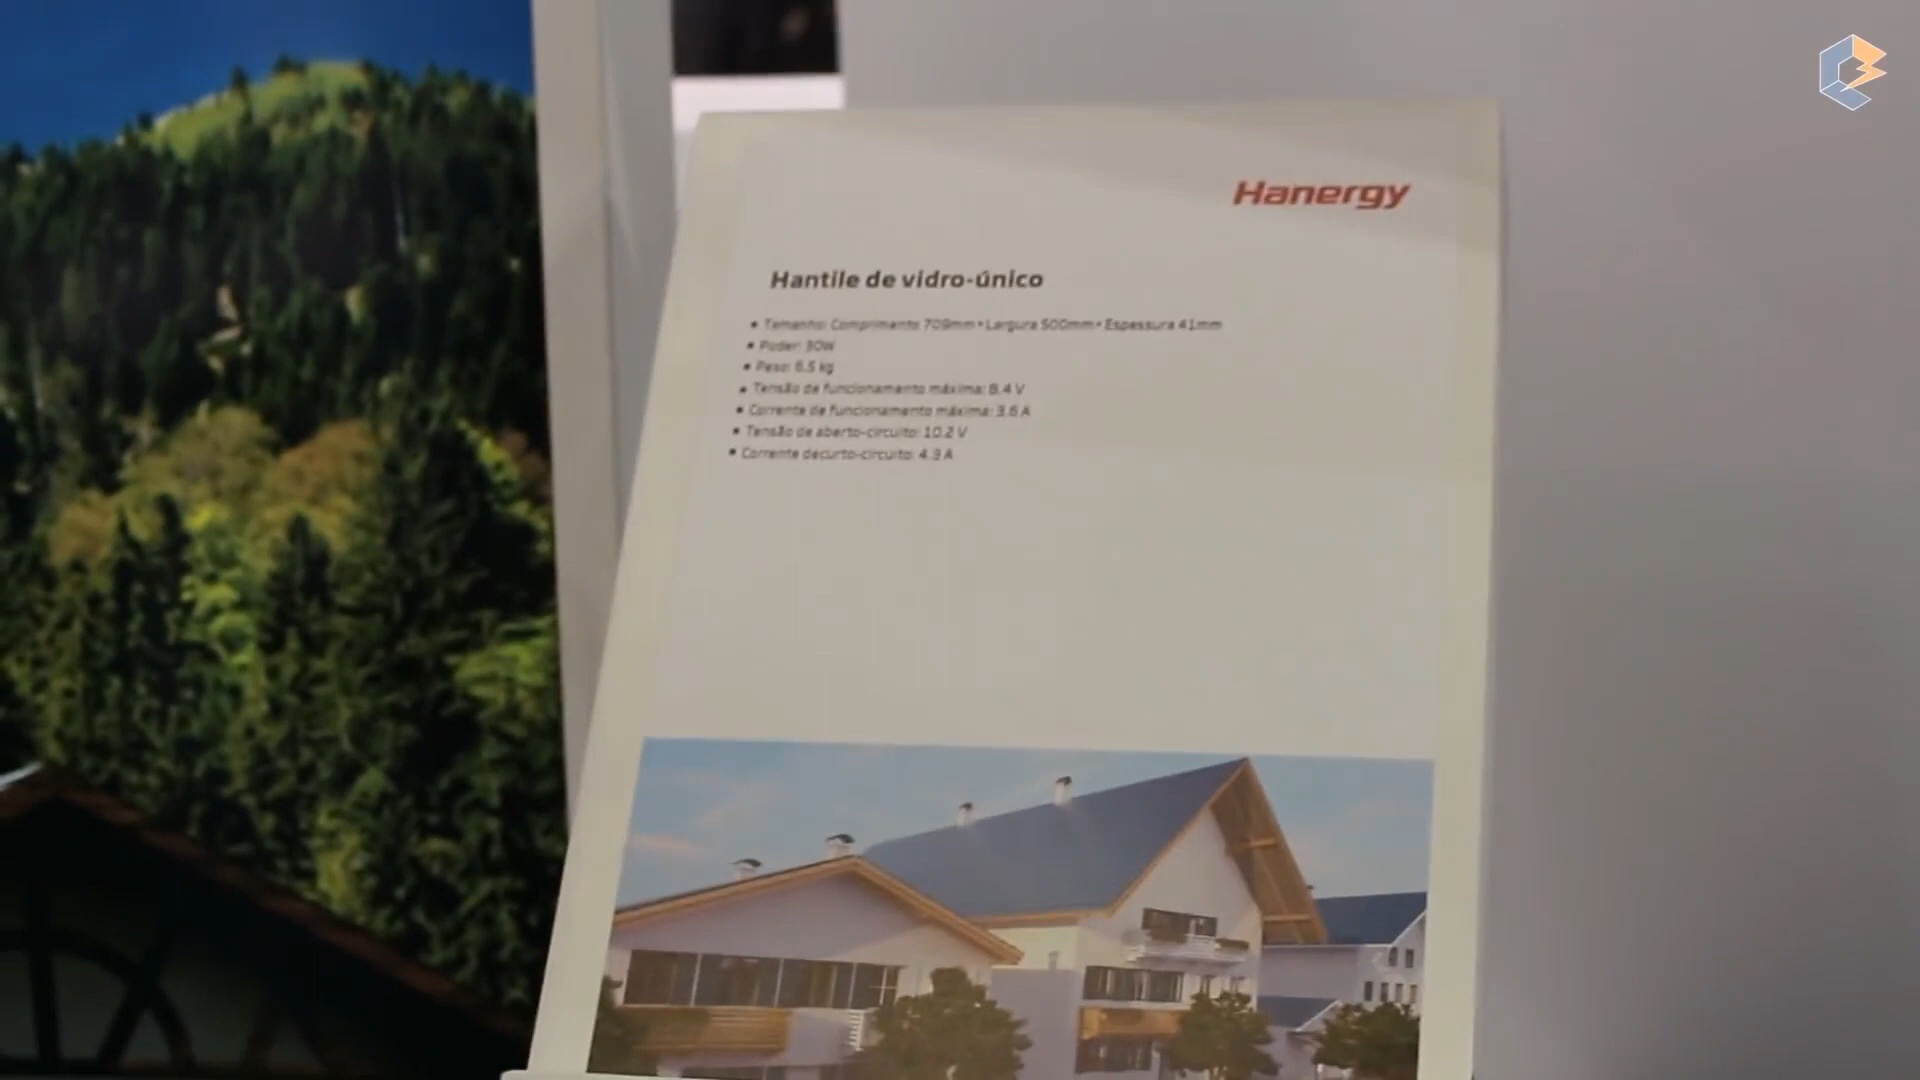 Hanergy
Hantile de vidro-único
• Tamanho: Comprimento 709mm • Largura 500mm • Espessura 41mm
• Poder: 30W
• Peso: 6.5 kg
• Tensão de funcionamento máxima: 8.4 V
• Corrente de funcionamento máxima: 3.6 A
• Tensão de aberto-circuito: 10.2 V
• Corrente decurto-circuito: 4.3 A